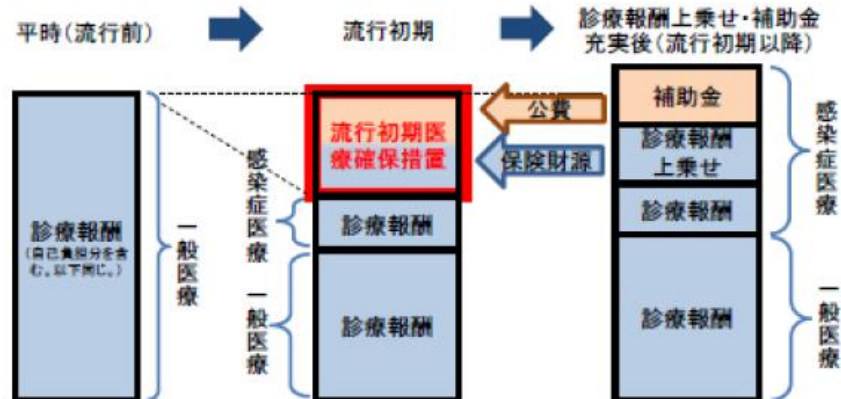 平時(流行前)
流行初期
診療報酬上乗せ・補助金
充実後(流行初期以降)
診療報酬
(自己負担分を含
む。以下同じ。)
一般医療
流行初期医
療確保措置
感染症医療
診療報酬
一般医療
診療報酬
公費
保険財源
補助金
診療報酬
上乗せ
診療報酬
感染症医療
診療報酬
一般医療